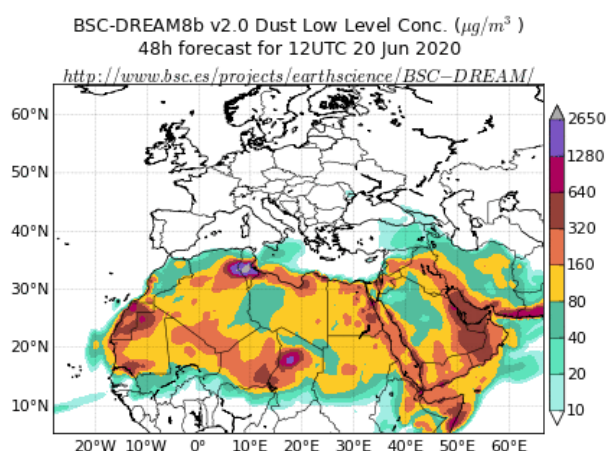 BSC-DREAM8b v2.0 Dust Low Level Conc. (μg/m³ )
48h forecast for 12UTC 20 Jun 2020
http://www.bsc.es/projects/earthscience/BSC−DREAM/
60°N
50°N
40°N
30°N
20°N
10°N
20°W 10°W 0° 10°E 20°E 30°E 40°E 50°E 60°E
2650
1280
640
320
160
80
40
20
10